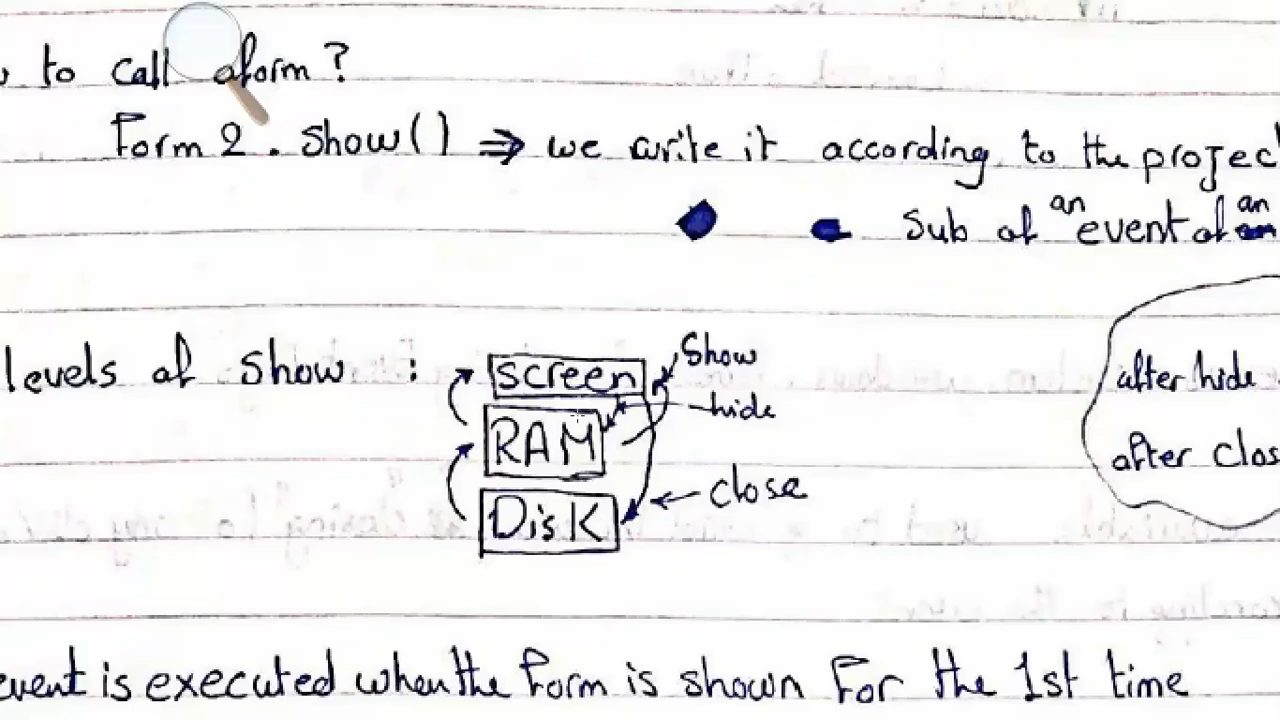 to call aform ?
Form 2 . Show() ⇒ we write it according to the project
Sub of an event of an
levels of Show :
Screen
Show
hide
RAM
close
Disk
after hide
after Clos
event is executed when the Form is shown For the 1st time